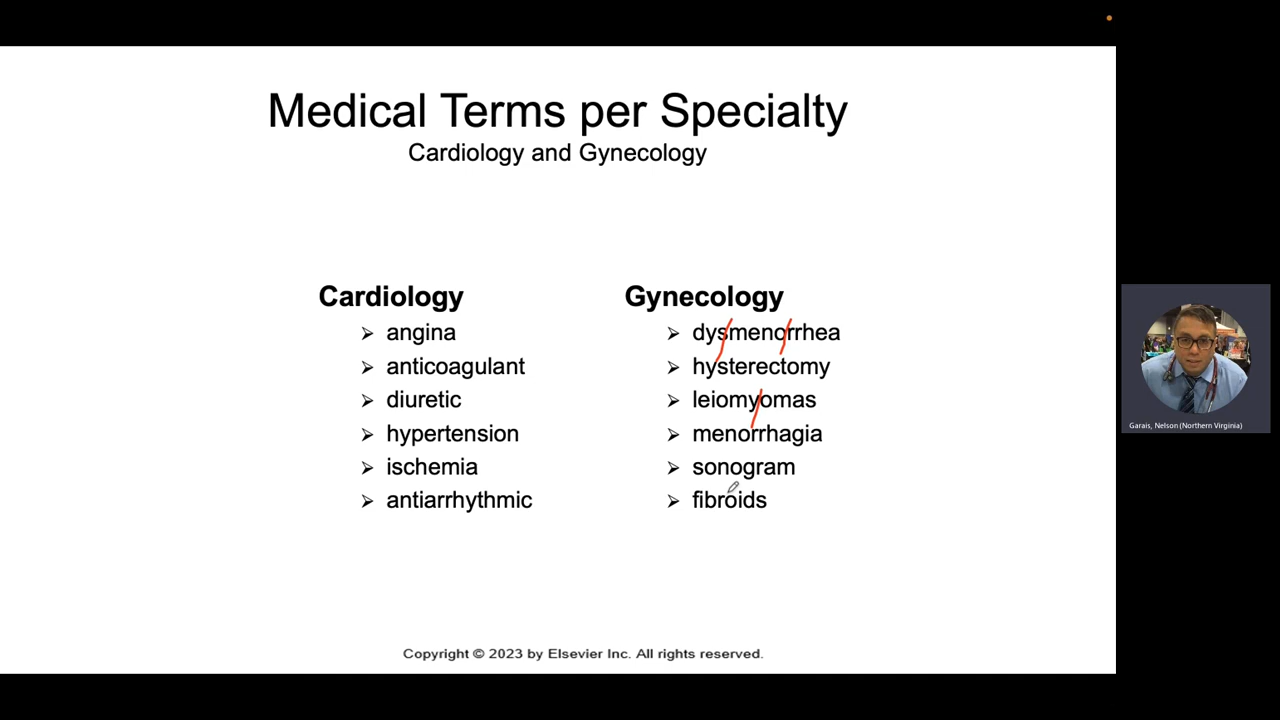 Medical Terms per Specialty
Cardiology and Gynecology
Cardiology
➢ angina
➢ anticoagulant
➢ diuretic
➢ hypertension
➢ ischemia
➢ antiarrhythmic
Gynecology
➢ dysmenorrhea
➢ hysterectomy
➢ leiomyomas
➢ menorrhagia
➢ sonogram
➢ fibroids
Copyright © 2023 by Elsevier Inc. All rights reserved.
Garais, Nelson (Northern Virginia)